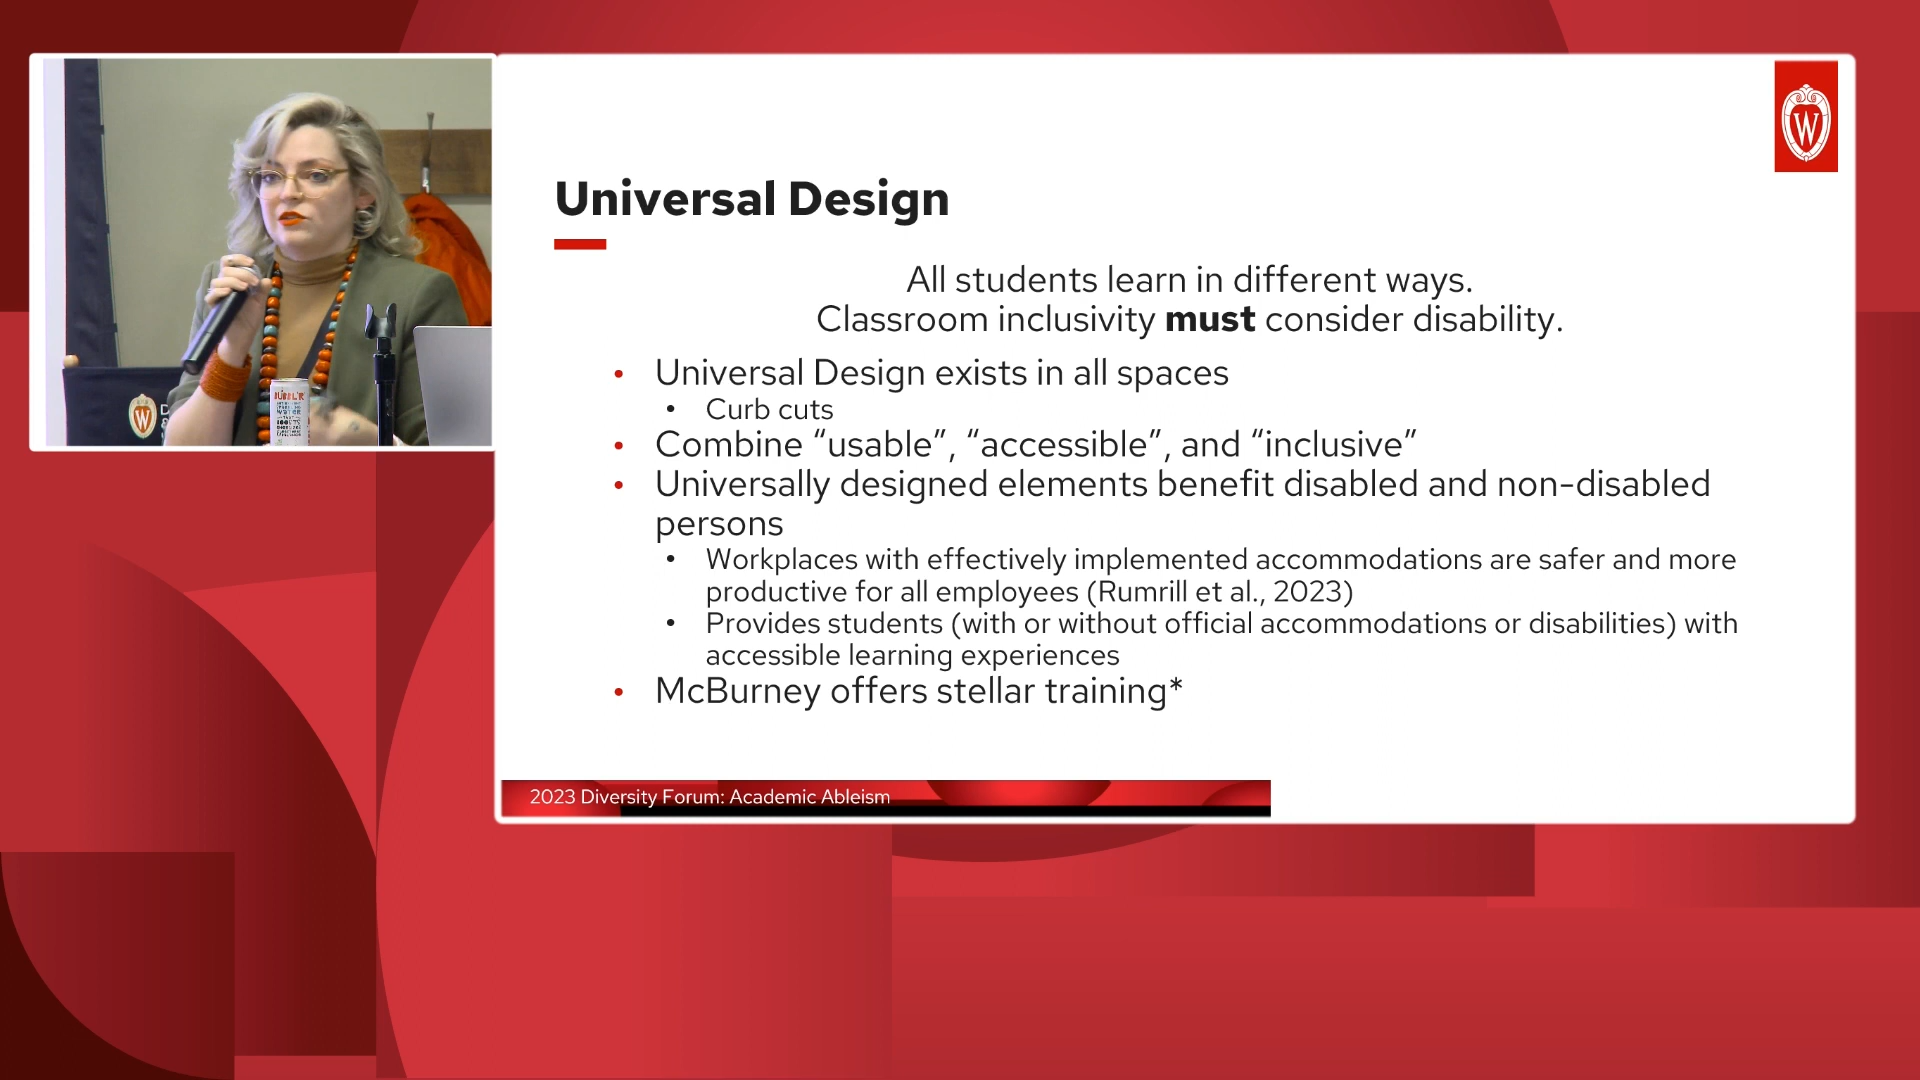 Universal Design
All students learn in different ways.
Classroom inclusivity must consider disability.
• Universal Design exists in all spaces
• Curb cuts
• Combine “usable”, “accessible”, and “inclusive”
• Universally designed elements benefit disabled and non-disabled
persons
• Workplaces with effectively implemented accommodations are safer and more
productive for all employees (Rumrill et al., 2023)
• Provides students (with or without official accommodations or disabilities) with
accessible learning experiences
• McBurney offers stellar training*
2023 Diversity Forum: Academic Ableism
W
W